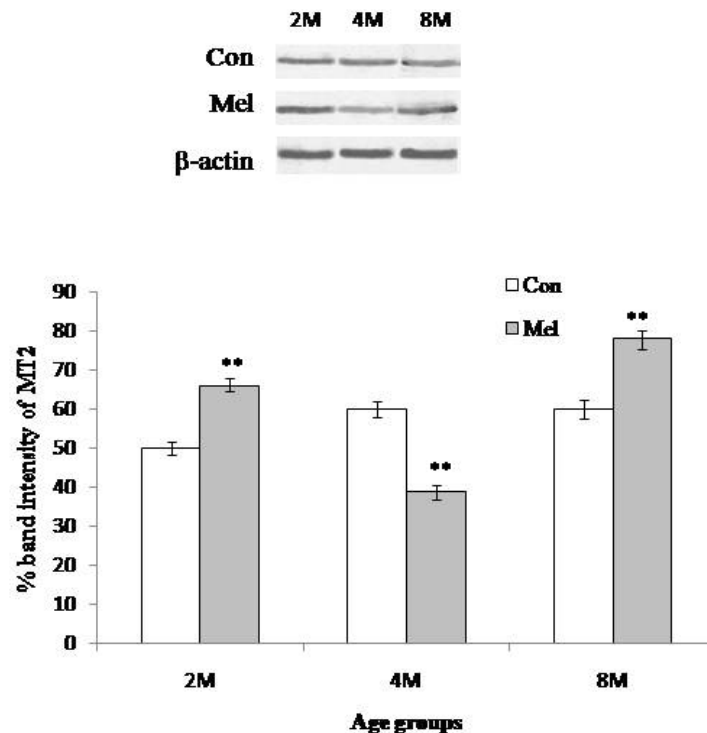 2M 4M 8M
Con
Mel
β-actin
% band intensity of MT2
90
80
70
60
50
40
30
20
10
0
Con
Mel
**
**
**
2M 4M 8M
Age groups